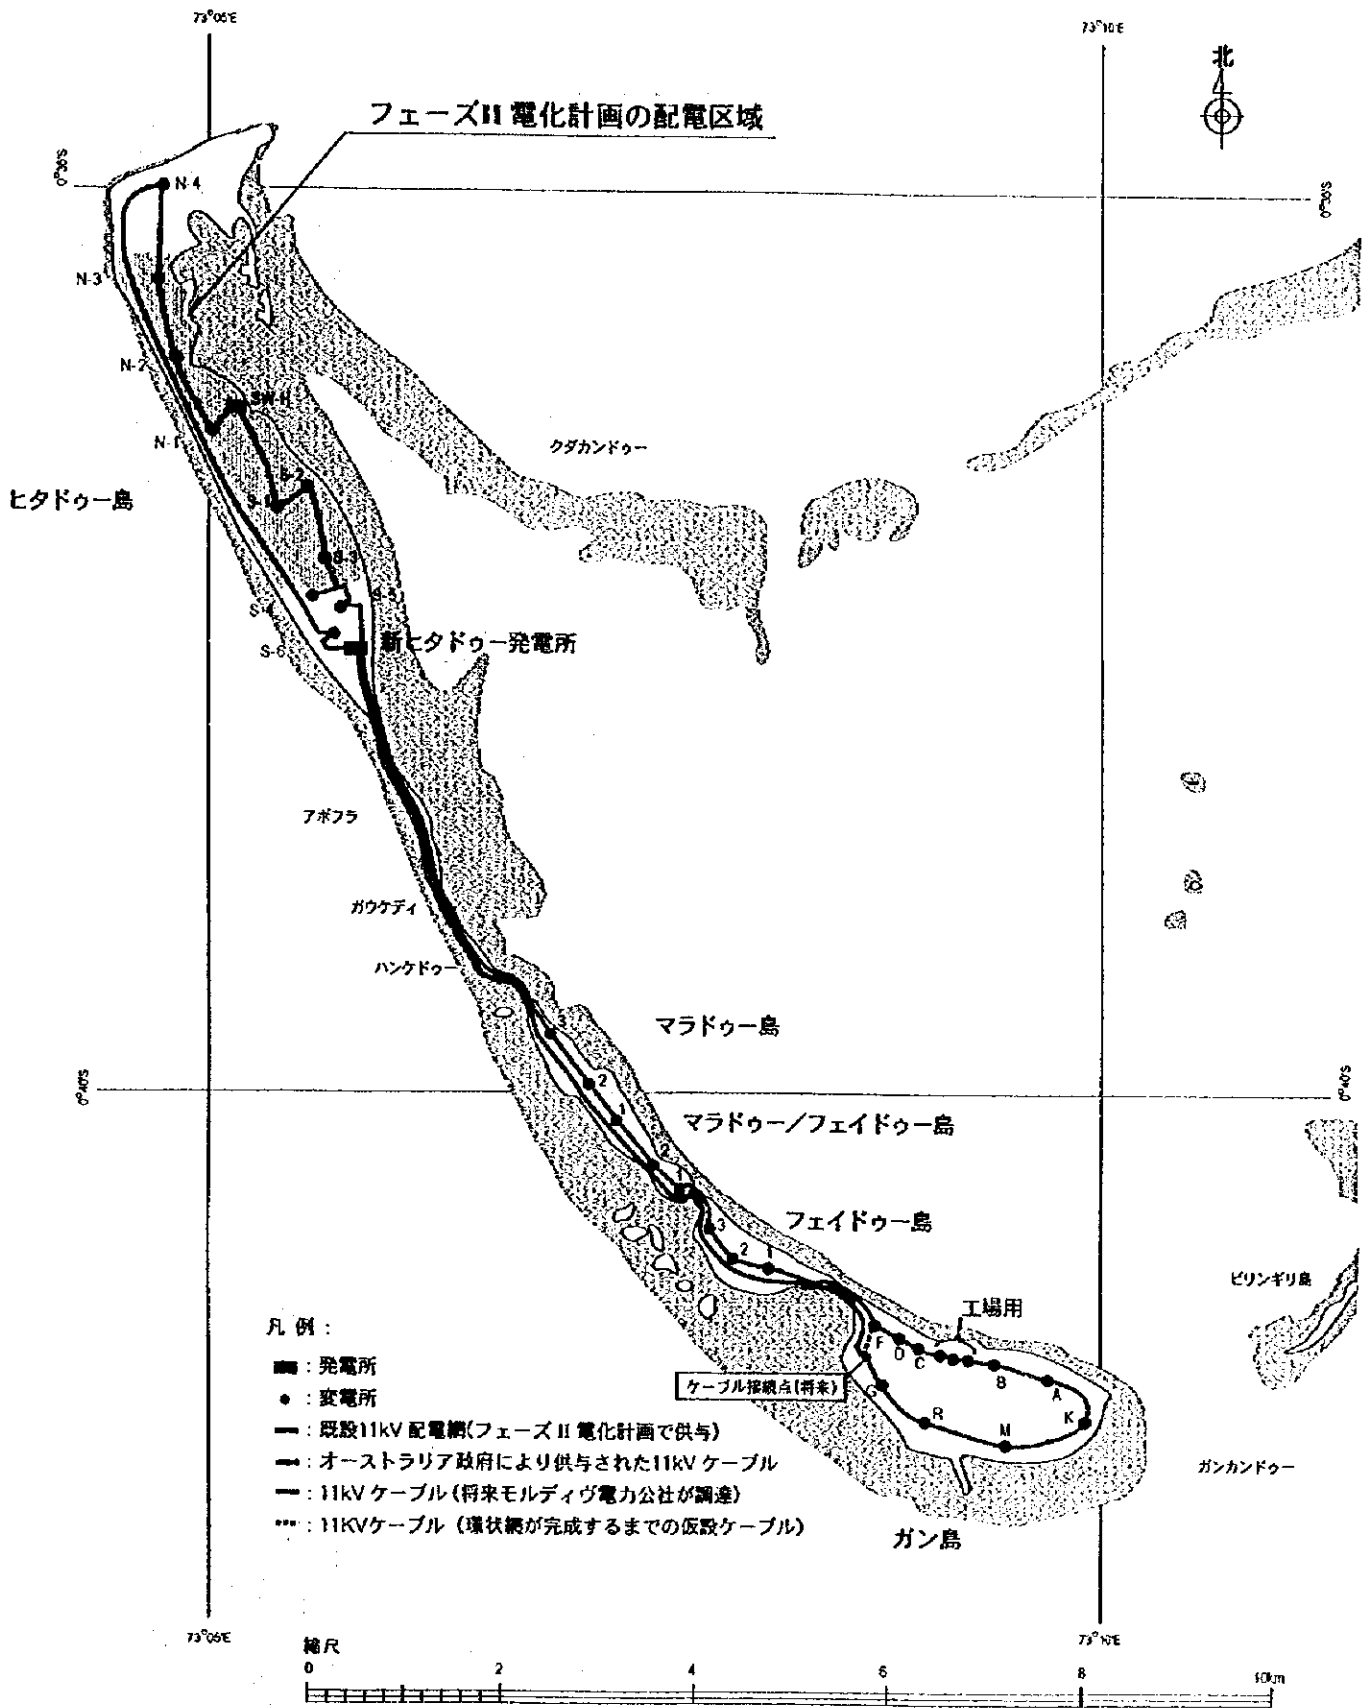 73°05'E
73°10'E
北
フェーズII 電化計画の配電区域
0°36'S
N-4
N-3
N-2
SW-H
N-1
クダカンドゥー
S-2
S-1
ヒタドゥー島
S-3
S-5
S-4
S-6
新ヒタドゥー発電所
アボフラ
ガウケディ
ハンケドゥー
3
マラドゥー島
0°40'S
0°40'S
2
1
マラドゥー/フェイドゥー島
2
1
フェイドゥー島
3
2
1
ビリンギリ島
工場用
F
D
C
B
A
ケーブル接続点(将来)
G
R
M
K
ガンカンドゥー
ガン島
凡 例 :
: 発電所
: 変電所
: 既設11kV 配電網(フェーズ II 電化計画で供与)
: オーストラリア政府により供与された11kV ケーブル
: 11kV ケーブル (将来モルディヴ電力公社が調達)
: 11KVケーブル (環状網が完成するまでの仮設ケーブル)
73°05'E
73°10'E
縮尺
0 2 4 6 8 10km